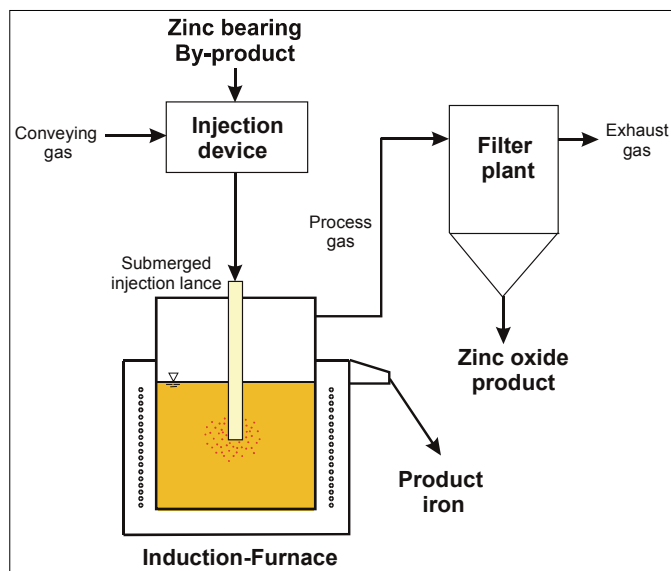 Zinc bearing
By-product
Conveying
gas
Injection
device
Filter
plant
Exhaust
gas
Process
gas
Submerged
injection lance
Zinc oxide
product
Product
iron
Induction-Furnace